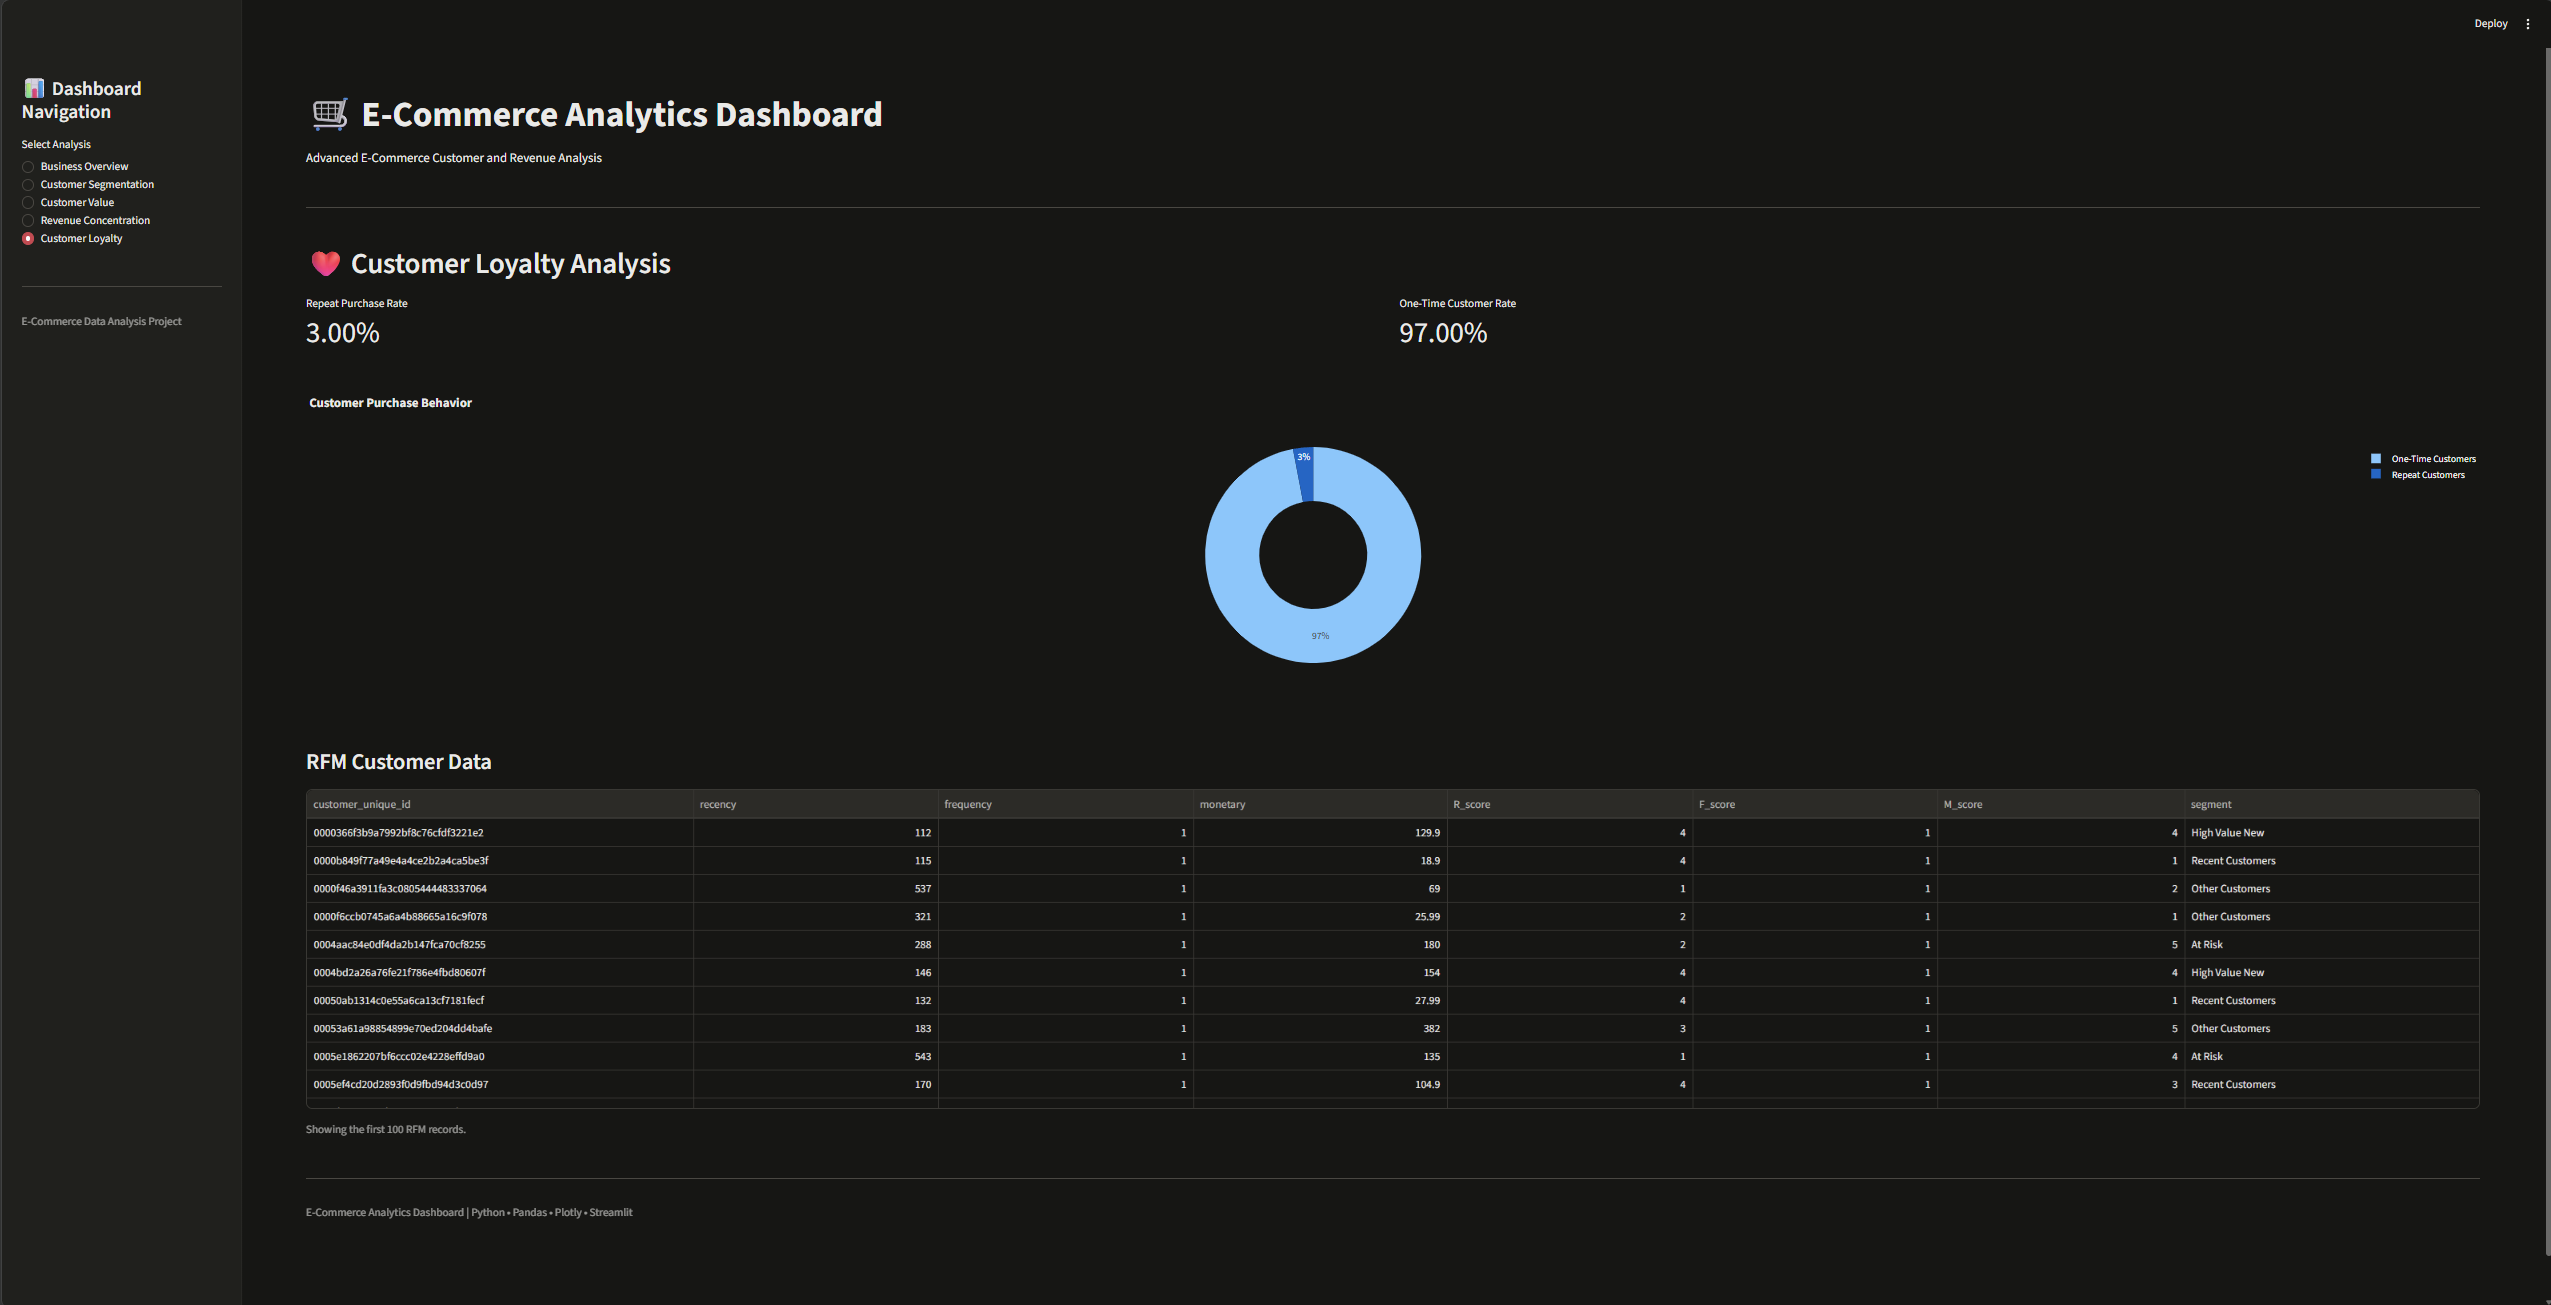 Deploy
Dashboard
Navigation
Select Analysis
Business Overview
Customer Segmentation
Customer Value
Revenue Concentration
Customer Loyalty
E-Commerce Data Analysis Project
E-Commerce Analytics Dashboard
Advanced E-Commerce Customer and Revenue Analysis
Customer Loyalty Analysis
Repeat Purchase Rate One-Time Customer Rate
3.00% 97.00%
Customer Purchase Behavior
3%
One-Time Customers
Repeat Customers
97%
RFM Customer Data
customer_unique_id recency frequency monetary R_score F_score M_score segment
0000366f3b9a7992bf8c76cfdf3221e2 112 1 129.9 4 1 4 High Value New
0000b849f77a49e4a4ce2b2a4ca5be3f 115 1 18.9 4 1 1 Recent Customers
0000f46a3911fa3c0805444483337064 537 1 69 1 1 2 Other Customers
0000f6ccb0745a6a4b88665a16c9f078 321 1 25.99 2 1 1 Other Customers
0004aac84e0df4da2b147fca70cf8255 288 1 180 2 1 5 At Risk
0004bd2a26a76fe21f786e4fbd80607f 146 1 154 4 1 4 High Value New
00050ab1314c0e55a6ca13cf7181fecf 132 1 27.99 4 1 1 Recent Customers
00053a61a98854899e70ed204dd4bafe 183 1 382 3 1 5 Other Customers
0005e1862207bf6ccc02e4228effd9a0 543 1 135 1 1 4 At Risk
0005ef4cd20d2893f0d9fbd94d3c0d97 170 1 104.9 4 1 3 Recent Customers
Showing the first 100 RFM records.
E-Commerce Analytics Dashboard | Python • Pandas • Plotly • Streamlit